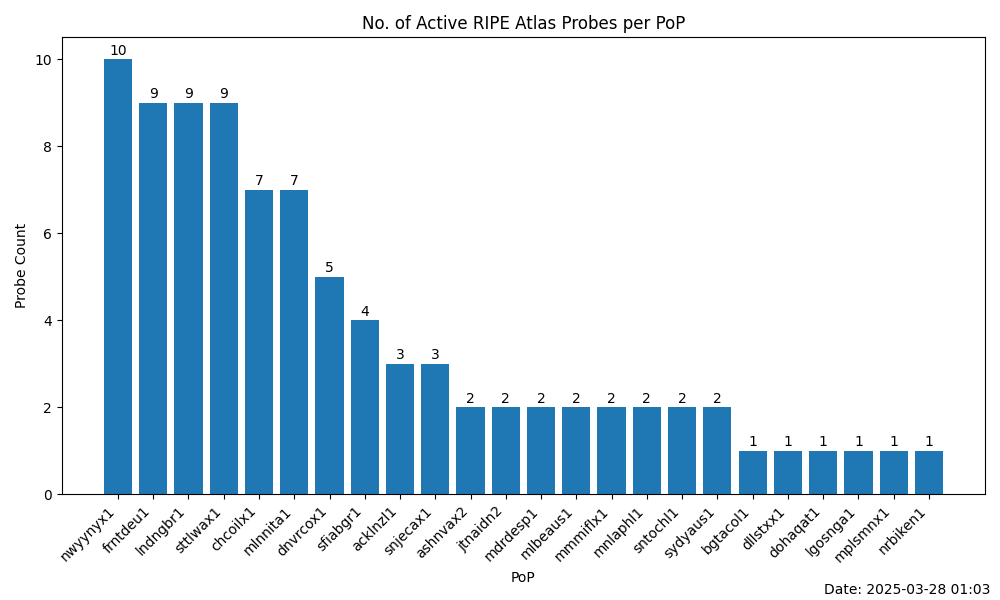 No. of Active RIPE Atlas Probes per PoP
Probe Count
10
8
6
4
2
0
10
9
9
9
7
7
5
4
3
3
2
2
2
2
2
2
2
2
1
1
1
1
1
1
nwyynyx1
frntdeu1
lndngbr1
sttlwax1
chcoilx1
mlnnita1
dnvrcox1
sfiabgr1
acklnzl1
snjecax1
ashnvax2
jtnaidn2
mdrdesp1
mlbeaus1
mmmiflx1
mnlaphl1
sntochl1
sydyaus1
bgtacol1
dllstxx1
dohaqat1
lgosnga1
mplsmnx1
nrbiken1
PoP
Date: 2025-03-28 01:03